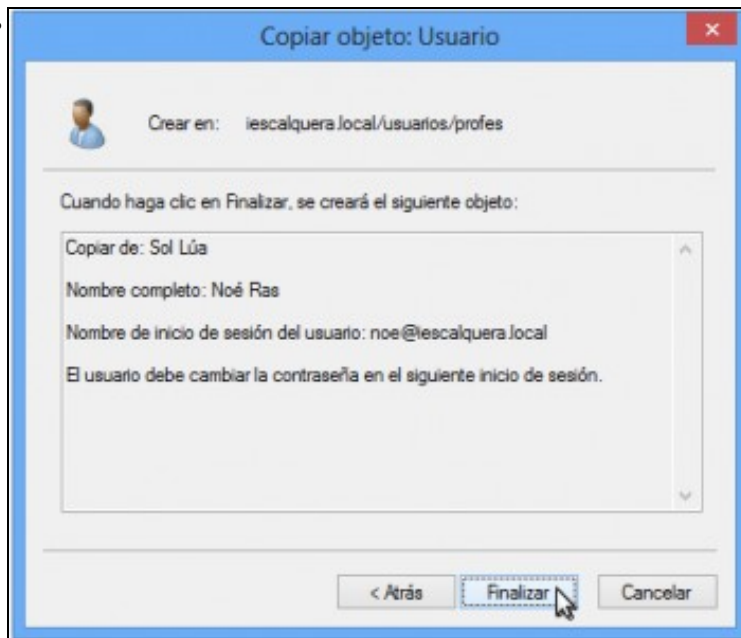 Copiar objeto: Usuario
Crear en: iescalquera.local/usuarios/profes
Cuando haga clic en Finalizar, se creará el siguiente objeto:
Copiar de: Sol Lúa
Nombre completo: Noé Ras
Nombre de inicio de sesión del usuario: noe@iescalquera.local
El usuario debe cambiar la contraseña en el siguiente inicio de sesión.
< Atrás Finalizar Cancelar